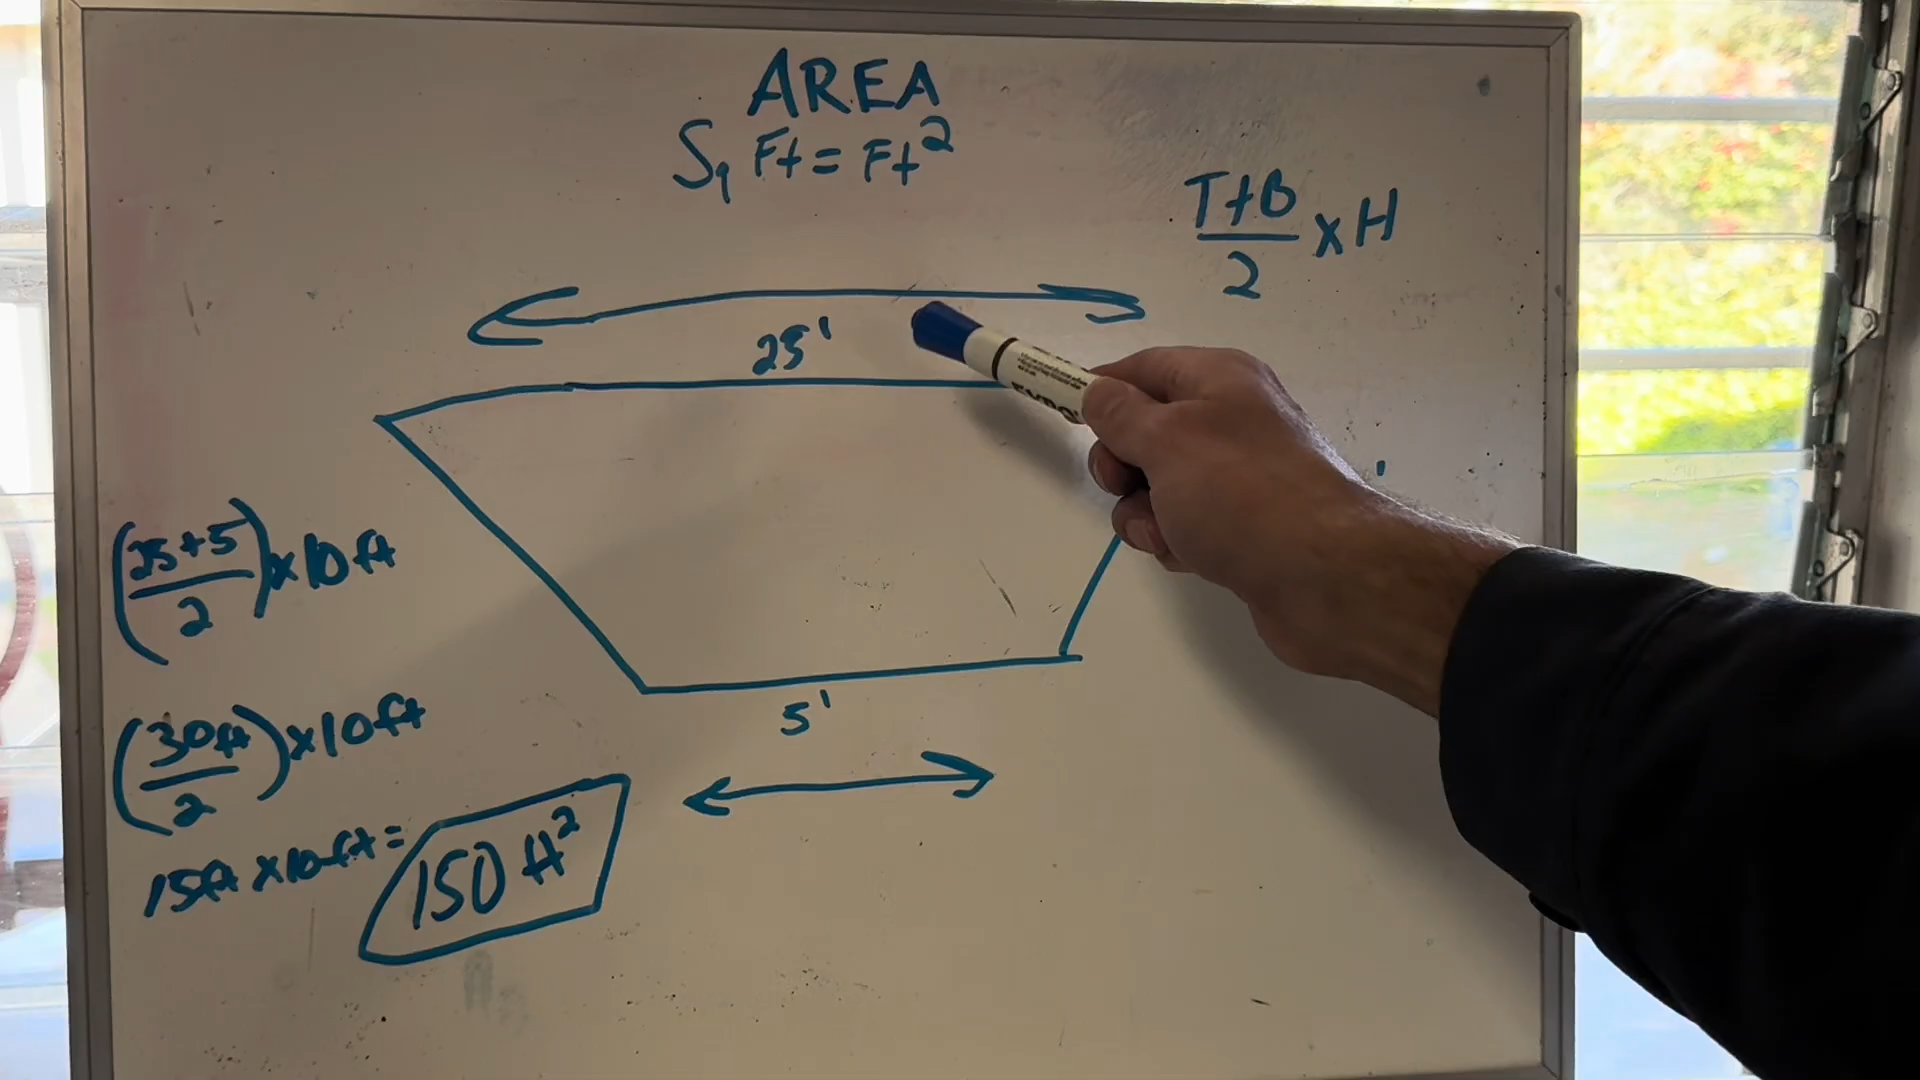 AREA
Sq Ft = Ft²
T+B
2
x H
25'
'
(25+5
2
) x 10 ft
5'
(30ft
2
) x 10 ft
15ft x 10 ft =
150 ft²
EXPO